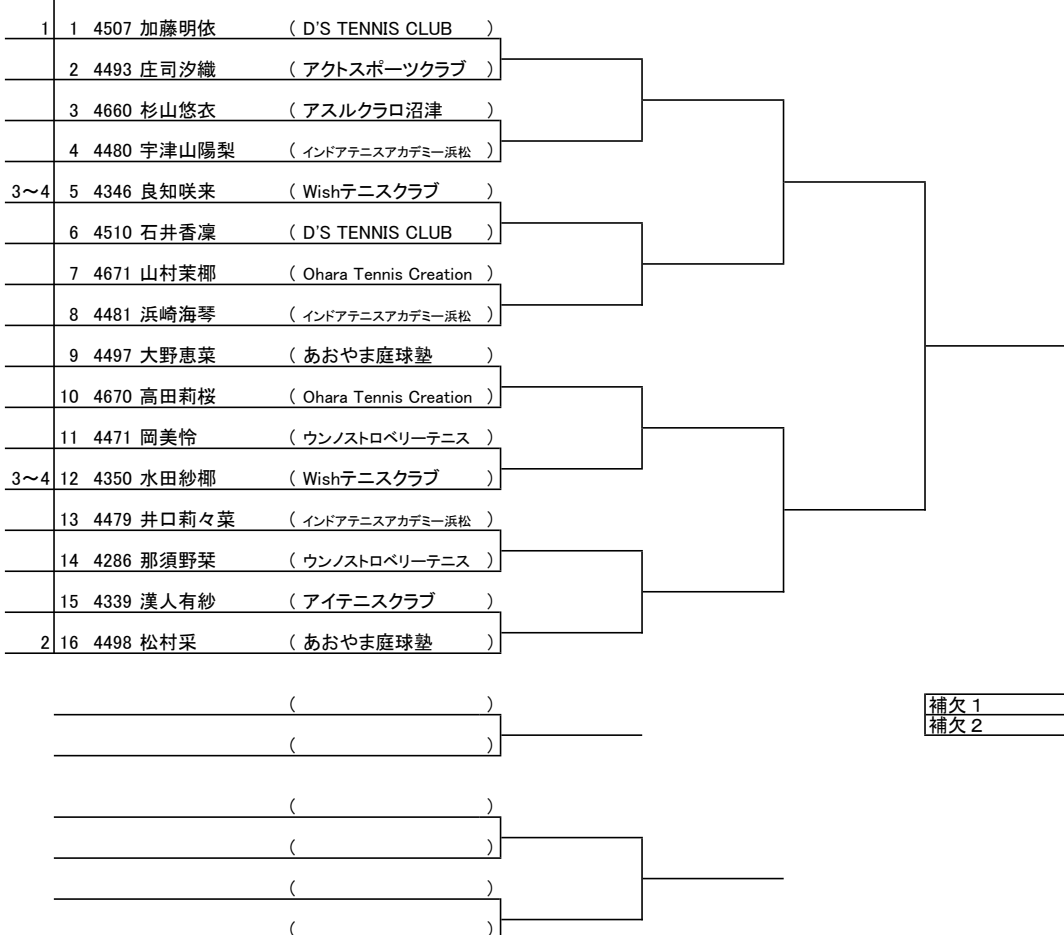 1 1 4507 加藤明依 ( D'S TENNIS CLUB )
2 4493 庄司汐織 ( アクトスポーツクラブ )
3 4660 杉山悠衣 ( アスルクラロ沼津 )
4 4480 宇津山陽梨 ( インドアテニスアカデミー浜松 )
3～4 5 4346 良知咲来 ( Wishテニスクラブ )
6 4510 石井香凜 ( D'S TENNIS CLUB )
7 4671 山村茉椰 ( Ohara Tennis Creation )
8 4481 浜崎海琴 ( インドアテニスアカデミー浜松 )
9 4497 大野恵菜 ( あおやま庭球塾 )
10 4670 高田莉桜 ( Ohara Tennis Creation )
11 4471 岡美怜 ( ウンノストロベリーテニス )
3～4 12 4350 水田紗椰 ( Wishテニスクラブ )
13 4479 井口莉々菜 ( インドアテニスアカデミー浜松 )
14 4286 那須野栞 ( ウンノストロベリーテニス )
15 4339 漢人有紗 ( アイテニスクラブ )
2 16 4498 松村采 ( あおやま庭球塾 )
( )
補欠１
( )
補欠２
( )
( )
( )
( )